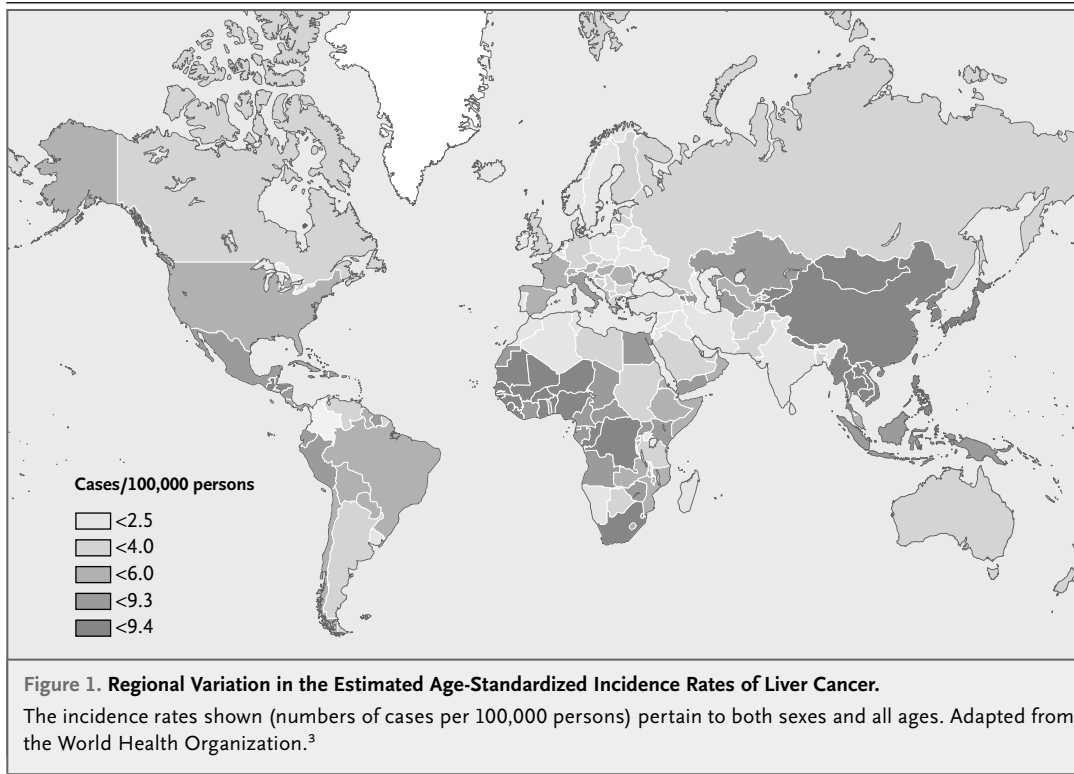 Cases/100,000 persons
<2.5
<4.0
<6.0
<9.3
<9.4
Figure 1. Regional Variation in the Estimated Age-Standardized Incidence Rates of Liver Cancer.
The incidence rates shown (numbers of cases per 100,000 persons) pertain to both sexes and all ages. Adapted from
the World Health Organization.³